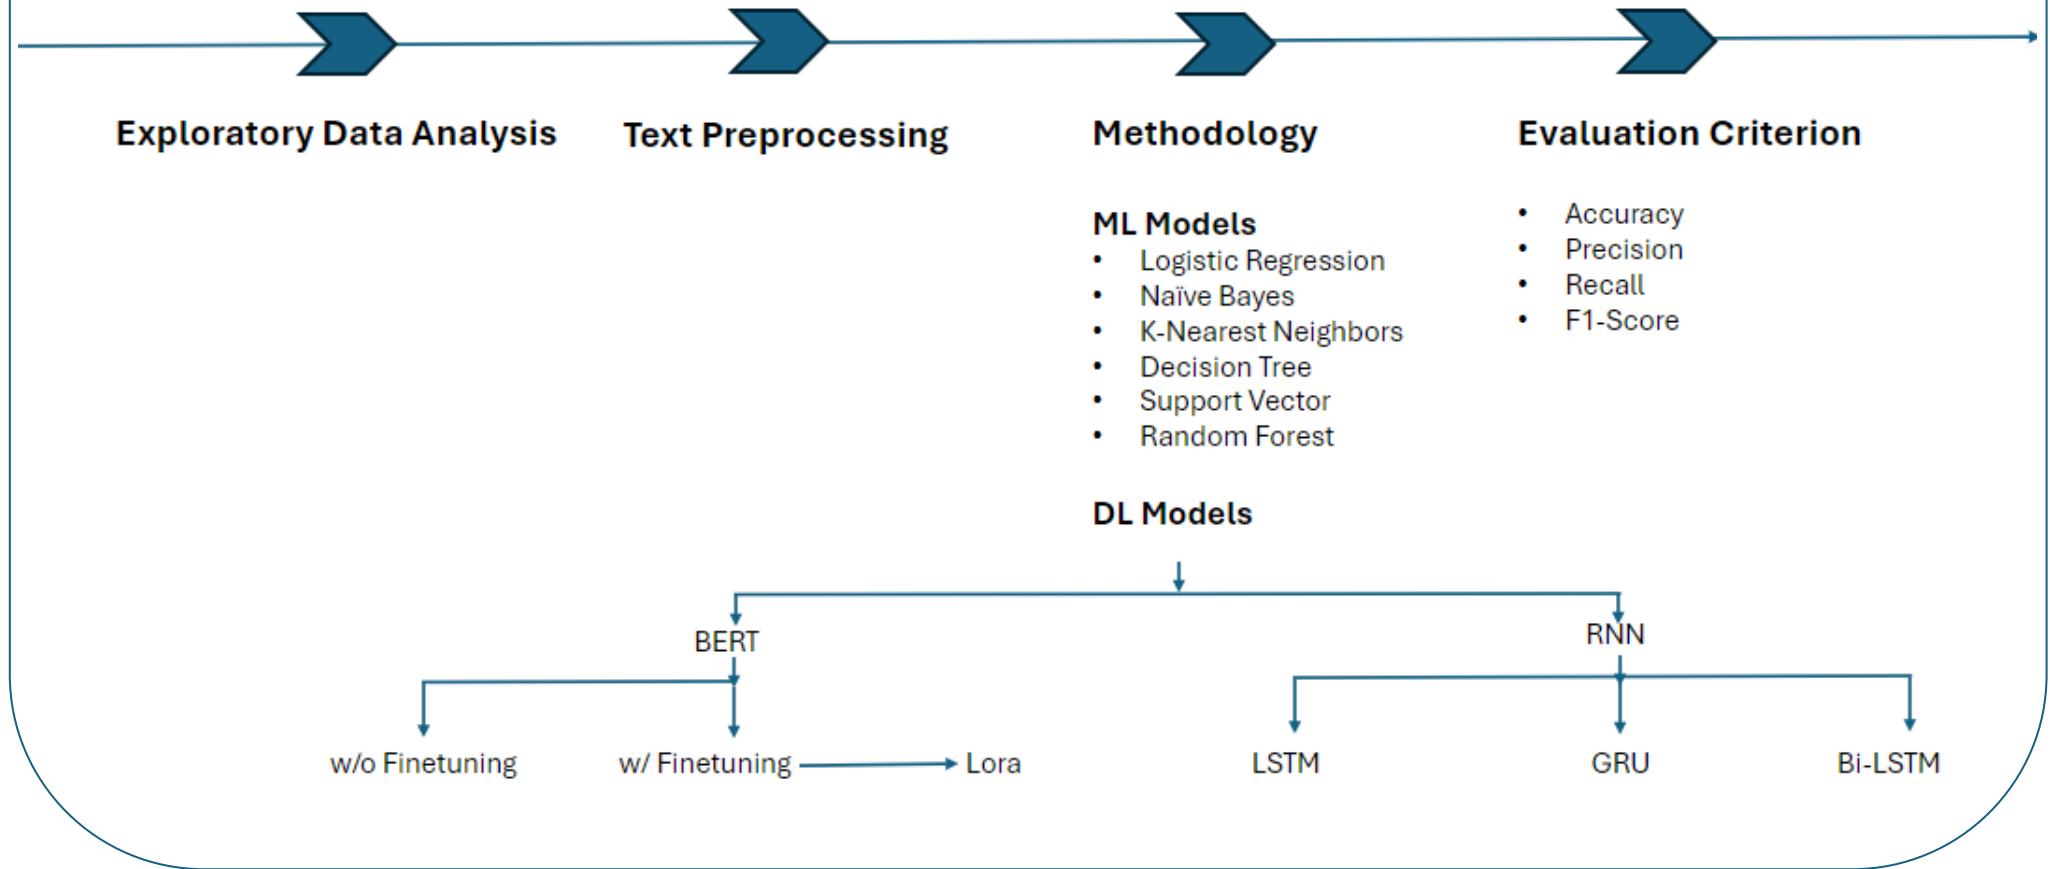 Exploratory Data Analysis
Text Preprocessing
Methodology
Evaluation Criterion
ML Models
• Logistic Regression
• Naïve Bayes
• K-Nearest Neighbors
• Decision Tree
• Support Vector
• Random Forest
• Accuracy
• Precision
• Recall
• F1-Score
DL Models
BERT
RNN
w/o Finetuning
w/ Finetuning
Lora
LSTM
GRU
Bi-LSTM